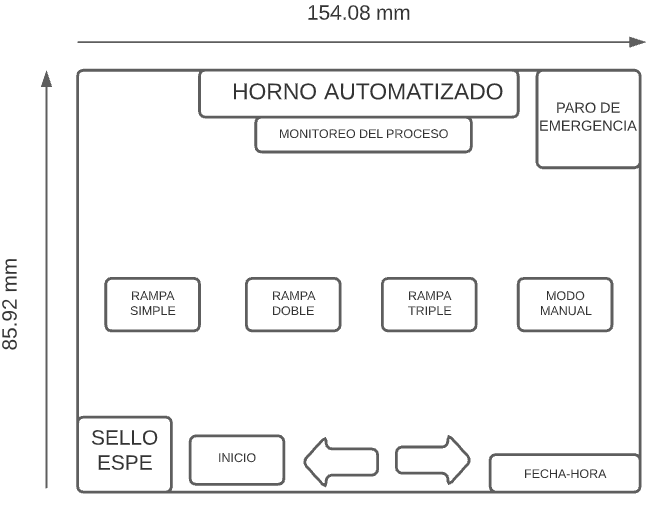 154.08 mm
HORNO AUTOMATIZADO
PARO DE
EMERGENCIA
MONITOREO DEL PROCESO
85.92 mm
RAMPA
SIMPLE
RAMPA
DOBLE
RAMPA
TRIPLE
MODO
MANUAL
SELLO
ESPE
INICIO
FECHA-HORA